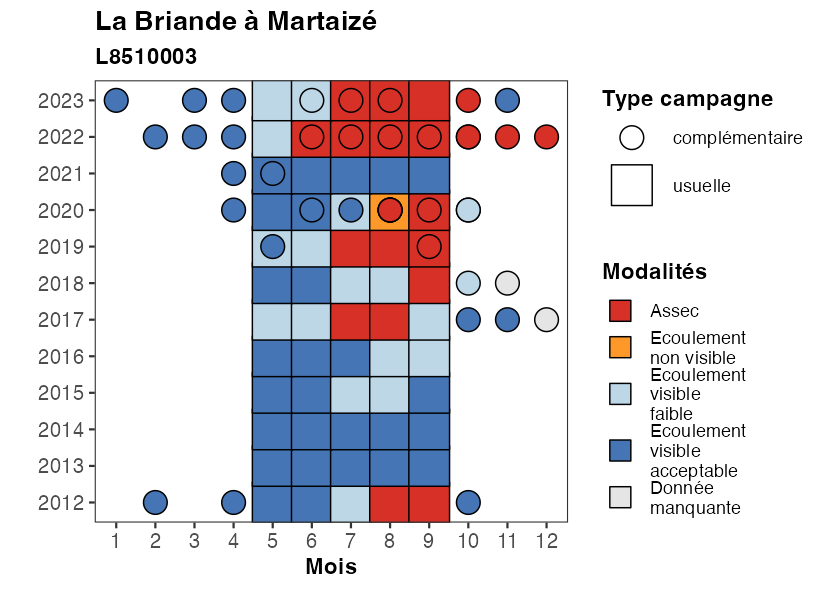 La Briande à Martaizé
L8510003
2023
2022
2021
2020
2019
2018
2017
2016
2015
2014
2013
2012
1 2 3 4 5 6 7 8 9 10 11 12
Mois
Type campagne
complémentaire
usuelle
Modalités
Assec
Ecoulement
non visible
Ecoulement
visible
faible
Ecoulement
visible
acceptable
Donnée
manquante